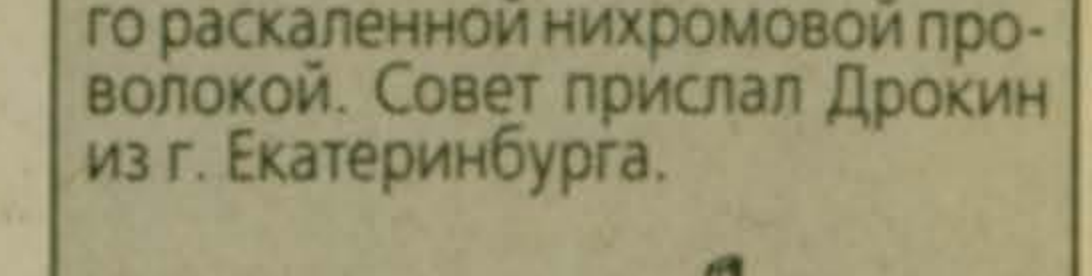 го раскаленной нихромовой про-
волокой. Совет прислал Дрокин
из г. Екатеринбурга.